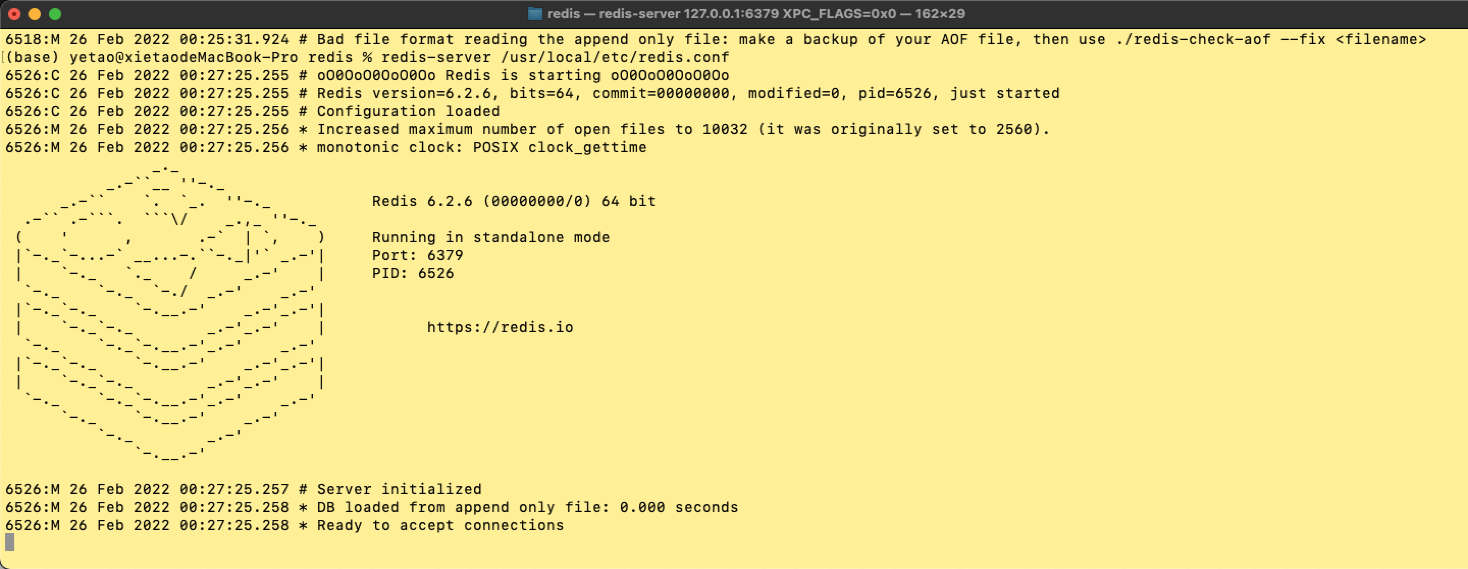 redis — redis-server 127.0.0.1:6379 XPC_FLAGS=0x0 — 162×29
6518:M 26 Feb 2022 00:25:31.924 # Bad file format reading the append only file: make a backup of your AOF file, then use ./redis-check-aof --fix <filename>
(base) yetao@xietaodeMacBook-Pro redis % redis-server /usr/local/etc/redis.conf
6526:C 26 Feb 2022 00:27:25.255 # oO0OoO0OoO0Oo Redis is starting oO0OoO0OoO0Oo
6526:C 26 Feb 2022 00:27:25.255 # Redis version=6.2.6, bits=64, commit=00000000, modified=0, pid=6526, just started
6526:C 26 Feb 2022 00:27:25.255 # Configuration loaded
6526:M 26 Feb 2022 00:27:25.256 * Increased maximum number of open files to 10032 (it was originally set to 2560).
6526:M 26 Feb 2022 00:27:25.256 * monotonic clock: POSIX clock_gettime
Redis 6.2.6 (00000000/0) 64 bit
Running in standalone mode
Port: 6379
PID: 6526
https://redis.io
6526:M 26 Feb 2022 00:27:25.257 # Server initialized
6526:M 26 Feb 2022 00:27:25.258 * DB loaded from append only file: 0.000 seconds
6526:M 26 Feb 2022 00:27:25.258 * Ready to accept connections